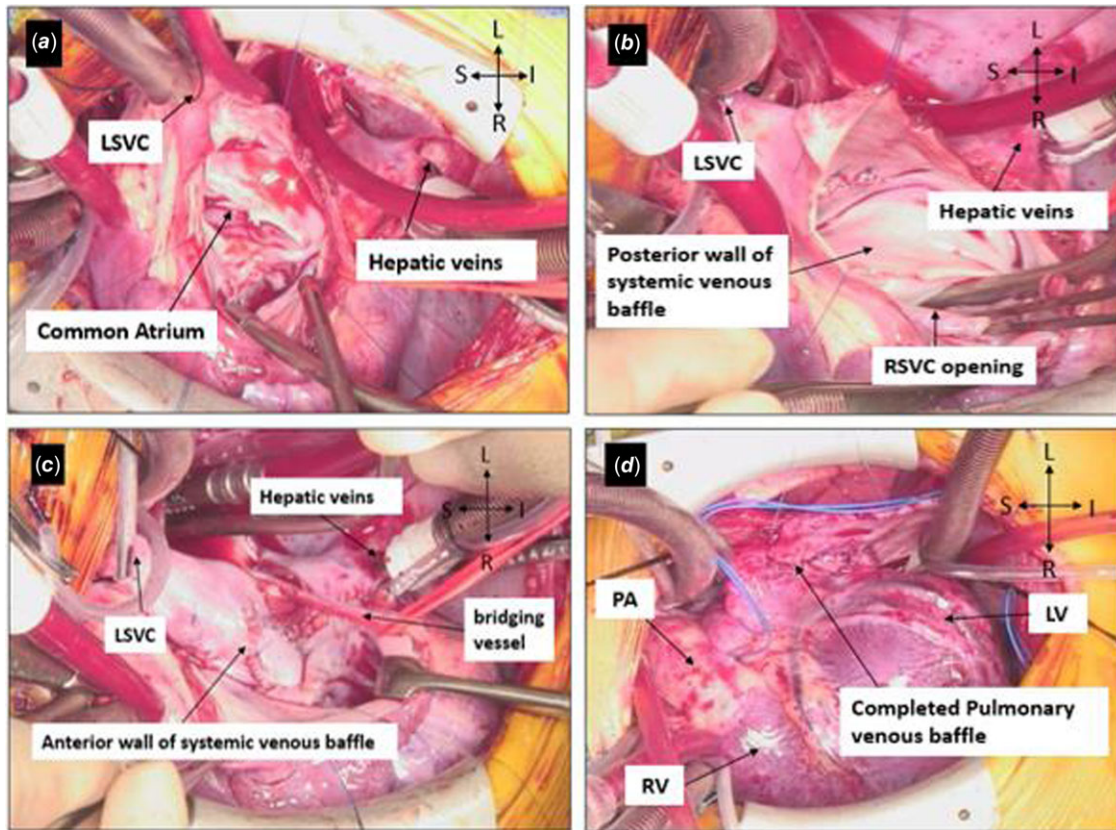 (a)
L
S I
R
LSVC
Hepatic veins
Common Atrium
(b)
L
S I
R
LSVC
Hepatic veins
Posterior wall of
systemic venous
baffle
RSVC opening
(c)
L
Hepatic veins
S I
R
bridging
vessel
LSVC
Anterior wall of systemic venous baffle
(d)
L
S I
R
PA
LV
Completed Pulmonary
venous baffle
RV